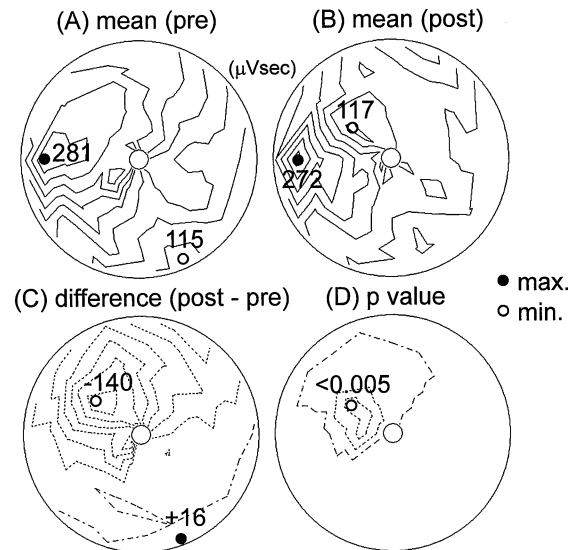 (A) mean (pre)
(B) mean (post)
(μVsec)
281
115
117
272
max.
min.
(C) difference (post - pre)
(D) p value
-140
+16
<0.005